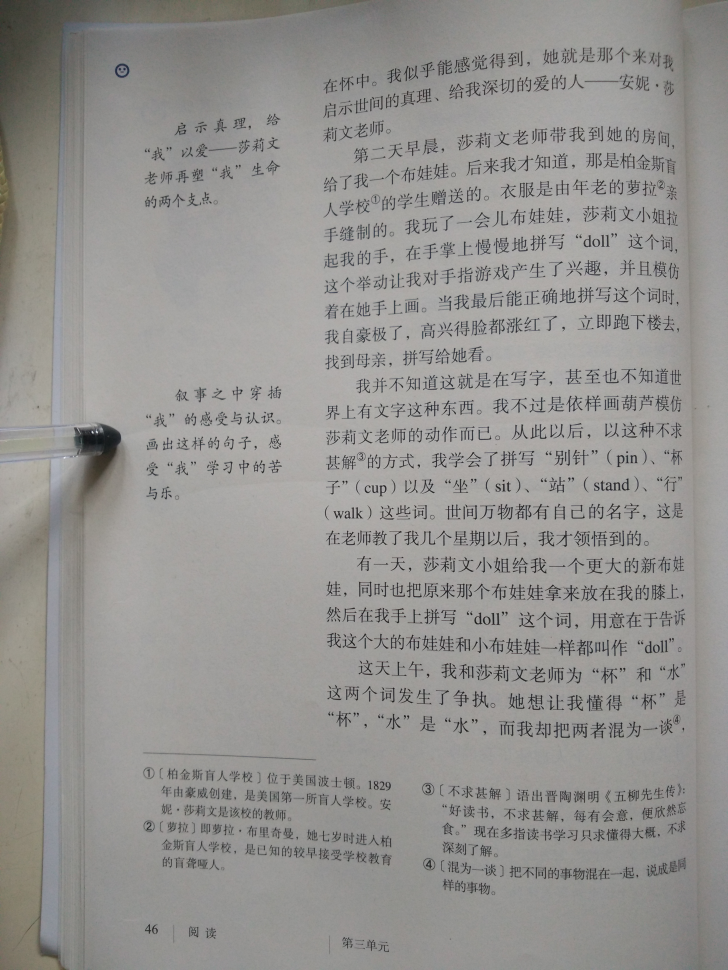 启示真理，给
“我”以爱——莎莉文
老师再塑“我”生命
的两个支点。
叙事之中穿插
“我”的感受与认识。
画出这样的句子，感
受“我”学习中的苦
与乐。
在怀中。我似乎能感觉得到，她就是那个来对我
启示世间的真理、给我深切的爱的人——安妮·莎
莉文老师。
第二天早晨，莎莉文老师带我到她的房间，
给了我一个布娃娃。后来我才知道，那是柏金斯盲
人学校①的学生赠送的。衣服是由年老的萝拉②亲
手缝制的。我玩了一会儿布娃娃，莎莉文小姐拉
起我的手，在手掌上慢慢地拼写“doll”这个词，
这个举动让我对手指游戏产生了兴趣，并且模仿
着在她手上画。当我最后能正确地拼写这个词时，
我自豪极了，高兴得脸都涨红了，立即跑下楼去，
找到母亲，拼写给她看。
我并不知道这就是在写字，甚至也不知道世
界上有文字这种东西。我不过是依样画葫芦模仿
莎莉文老师的动作而已。从此以后，以这种不求
甚解③的方式，我学会了拼写“别针”（pin）、“杯
子”（cup）以及“坐”（sit）、“站”（stand）、“行”
（walk）这些词。世间万物都有自己的名字，这是
在老师教了我几个星期以后，我才领悟到的。
有一天，莎莉文小姐给我一个更大的新布娃
娃，同时也把原来那个布娃娃拿来放在我的膝上，
然后在我手上拼写“doll”这个词，用意在于告诉
我这个大的布娃娃和小布娃娃一样都叫作“doll”。
这天上午，我和莎莉文老师为“杯”和“水”
这两个词发生了争执。她想让我懂得“杯”是
“杯”，“水”是“水”，而我却把两者混为一谈④，
①〔柏金斯盲人学校〕位于美国波士顿。1829
年由豪威创建，是美国第一所盲人学校。安
妮·莎莉文是该校的教师。
②〔萝拉〕即萝拉·布里奇曼，她七岁时进入柏
金斯盲人学校，是已知的较早接受学校教育
的盲聋哑人。
③〔不求甚解〕语出晋陶渊明《五柳先生传》：
“好读书，不求甚解，每有会意，便欣然忘
食。”现在多指读书学习只求懂得大概，不求
深刻了解。
④〔混为一谈〕把不同的事物混在一起，说成是同
样的事物。
46 阅读
第三单元